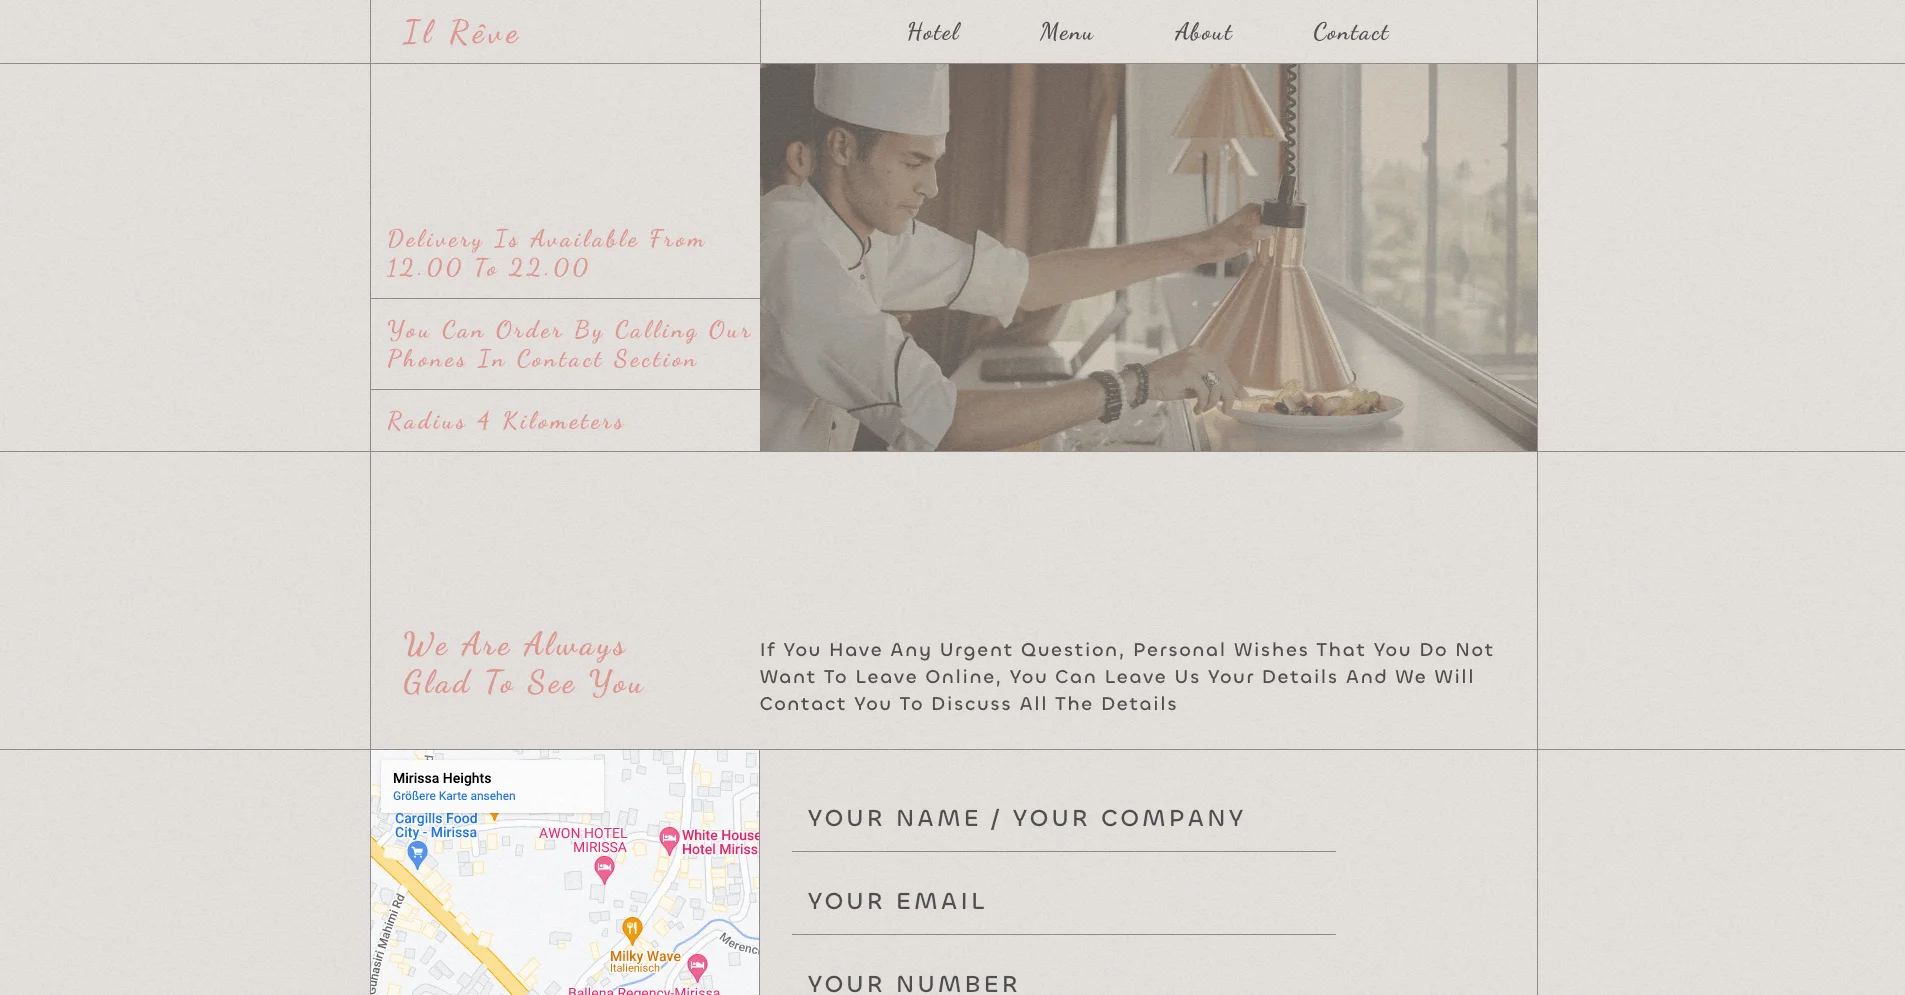 Il Rêve
Hotel
Menu
About
Contact
Delivery Is Available From
12.00 To 22.00
You Can Order By Calling Our
Phones In Contact Section
Radius 4 Kilometers
We Are Always
Glad To See You
If You Have Any Urgent Question, Personal Wishes That You Do Not
Want To Leave Online, You Can Leave Us Your Details And We Will
Contact You To Discuss All The Details
Mirissa Heights
Größere Karte ansehen
Cargills Food
City - Mirissa
AWON HOTEL
MIRISSA
White House
Hotel Miriss
Gunasiri Mahimi Rd
Milky Wave
Italienisch
Merenc
Ballena Regency-Mirissa
YOUR NAME / YOUR COMPANY
YOUR EMAIL
YOUR NUMBER